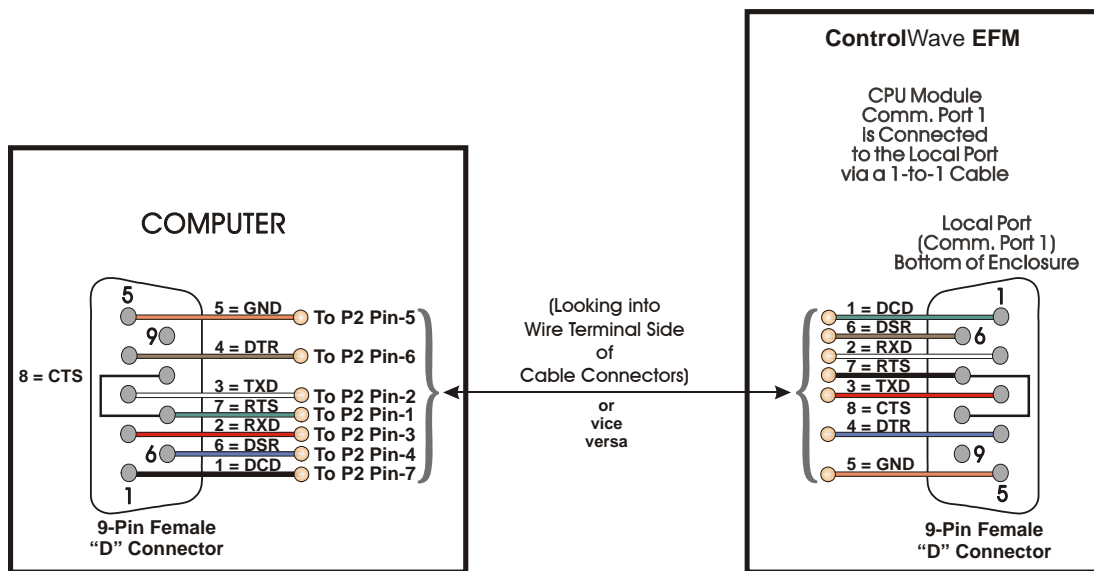 ControlWave EFM
CPU Module
Comm. Port 1
is Connected
to the Local Port
via a 1-to-1 Cable
COMPUTER
Local Port
(Comm. Port 1)
Bottom of Enclosure
5
5 = GND
To P2 Pin-5
9
4 = DTR
To P2 Pin-6
8 = CTS
3 = TXD
To P2 Pin-2
7 = RTS
To P2 Pin-1
2 = RXD
To P2 Pin-3
6
6 = DSR
To P2 Pin-4
1 = DCD
To P2 Pin-7
1
9-Pin Female
“D” Connector
(Looking into
Wire Terminal Side
of
Cable Connectors)
or
vice
versa
1
1 = DCD
6 = DSR
6
2 = RXD
7 = RTS
3 = TXD
8 = CTS
4 = DTR
9
5 = GND
5
9-Pin Female
“D” Connector